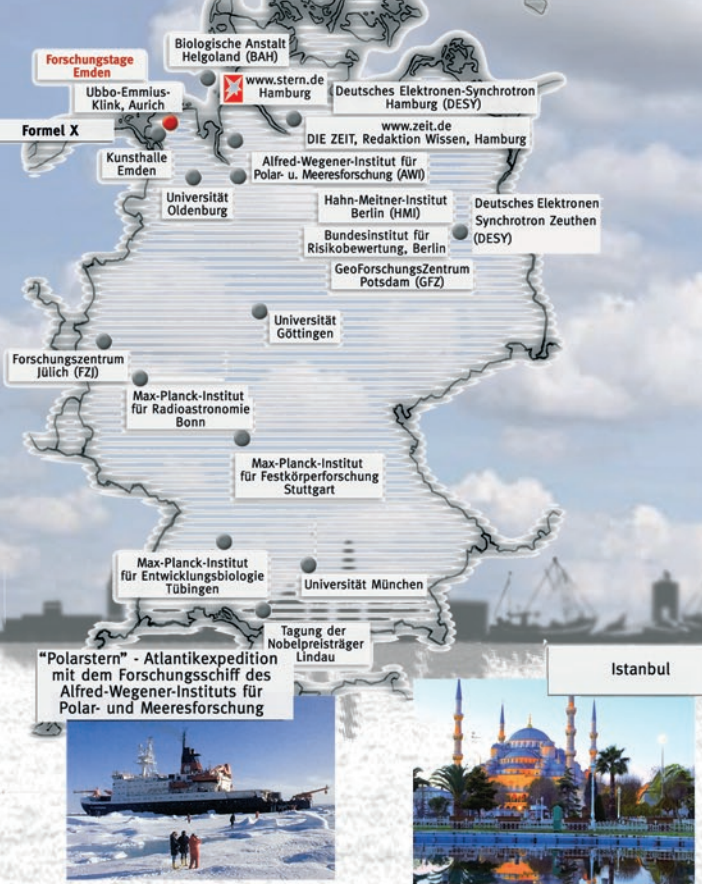 Biologische Anstalt
Helgoland (BAH)
Forschungstage
Emden
www.stern.de
Hamburg
Ubbo-Emmius-
Klink, Aurich
Deutsches Elektronen-Synchrotron
Hamburg (DESY)
Formel X
www.zeit.de
DIE ZEIT, Redaktion Wissen, Hamburg
Kunsthalle
Emden
Alfred-Wegener-Institut für
Polar- u. Meeresforschung (AWI)
Universität
Oldenburg
Hahn-Meitner-Institut
Berlin (HMI)
Deutsches Elektronen
Synchrotron Zeuthen
(DESY)
Bundesinstitut für
Risikobewertung, Berlin
GeoForschungsZentrum
Potsdam (GFZ)
Universität
Göttingen
Forschungszentrum
Jülich (FZJ)
Max-Planck-Institut
für Radioastronomie
Bonn
Max-Planck-Institut
für Festkörperforschung
Stuttgart
Max-Planck-Institut
für Entwicklungsbiologie
Tübingen
Universität München
Tagung der
Nobelpreisträger
Lindau
"Polarstern" - Atlantikexpedition
mit dem Forschungsschiff des
Alfred-Wegener-Instituts für
Polar- und Meeresforschung
Istanbul